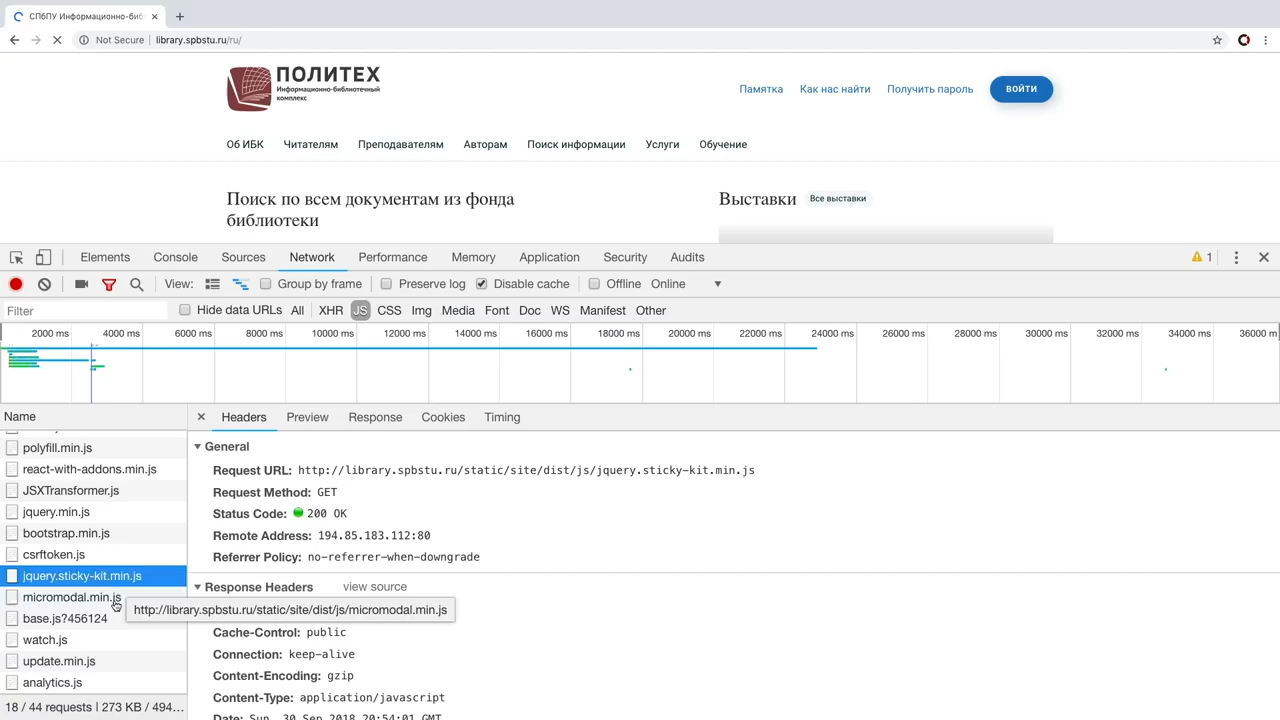 СПбПУ Информационно-биб
Not Secure | library.spbstu.ru/ru/
ПОЛИТЕХ
Информационно-библиотечный
комплекс
Памятка Как нас найти Получить пароль ВОЙТИ
Об ИБК Читателям Преподавателям Авторам Поиск информации Услуги Обучение
Поиск по всем документам из фонда
библиотеки
Выставки Все выставки
Elements Console Sources Network Performance Memory Application Security Audits 1
View: Group by frame Preserve log Disable cache Offline Online
Filter Hide data URLs All XHR JS CSS Img Media Font Doc WS Manifest Other
2000 ms 4000 ms 6000 ms 8000 ms 10000 ms 12000 ms 14000 ms 16000 ms 18000 ms 20000 ms 22000 ms 24000 ms 26000 ms 28000 ms 30000 ms 32000 ms 34000 ms 36000 m
Name
Headers Preview Response Cookies Timing
polyfill.min.js
react-with-addons.min.js
JSXTransformer.js
jquery.min.js
bootstrap.min.js
csrftoken.js
jquery.sticky-kit.min.js
micromodal.min.js
base.js?456124
watch.js
update.min.js
analytics.js
18 / 44 requests | 273 KB / 494…
General
Request URL: http://library.spbstu.ru/static/site/dist/js/jquery.sticky-kit.min.js
Request Method: GET
Status Code: 200 OK
Remote Address: 194.85.183.112:80
Referrer Policy: no-referrer-when-downgrade
Response Headers view source
http://library.spbstu.ru/static/site/dist/js/micromodal.min.js
Cache-Control: public
Connection: keep-alive
Content-Encoding: gzip
Content-Type: application/javascript
Date: Sun, 30 Sep 2018 20:54:01 GMT